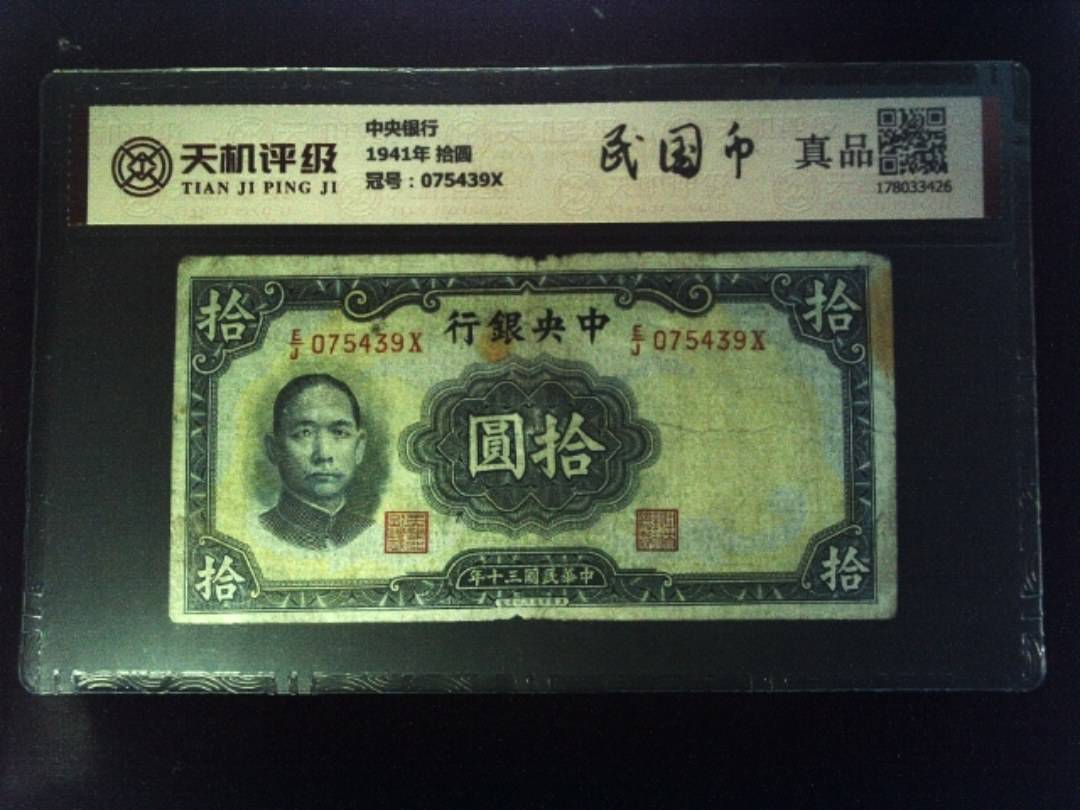 天机评级
TIAN JI PING JI
中央银行
1941年 拾圆
冠号：075439X
民国币
真品
178033426
拾
拾
行銀央中
E/J 075439X
E/J 075439X
圓拾
年十三國民華中
拾
拾